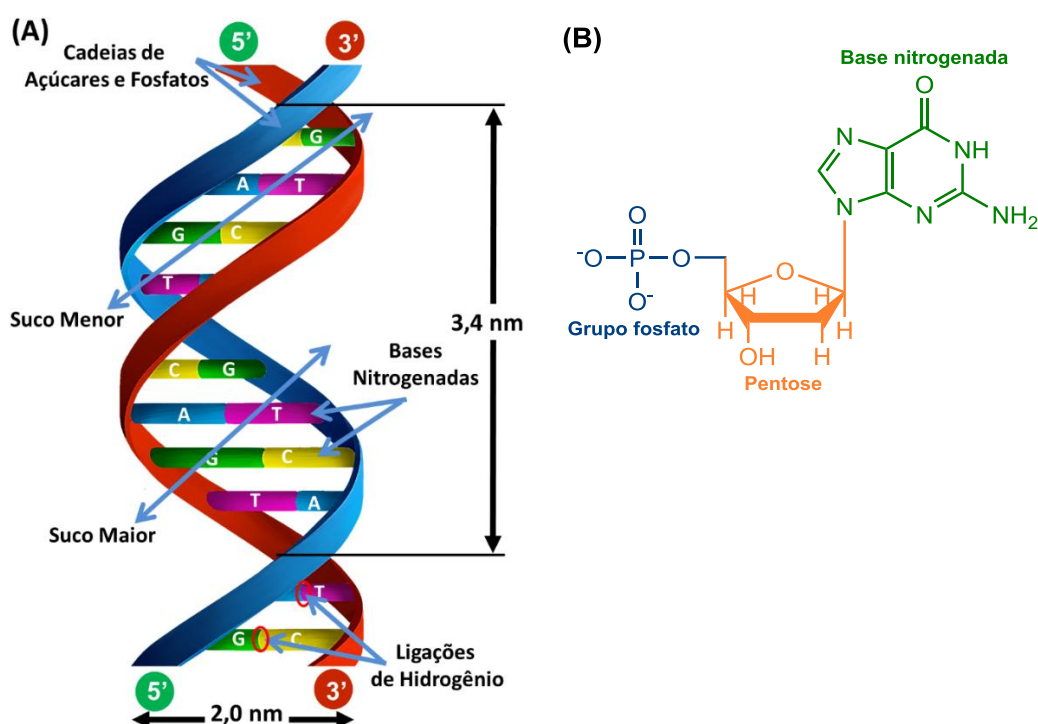 (A)
5'
3'
Cadeias de
Açúcares e Fosfatos
G
A T
G C
T
Suco Menor
3,4 nm
C G
Bases
Nitrogenadas
A T
G C
T A
Suco Maior
T
G C
Ligações
de Hidrogênio
5'
3'
2,0 nm
(B)
Base nitrogenada
O
N
NH
N
N
NH2
O
-O P O
O-
Grupo fosfato
O
H H
H H
OH H
Pentose